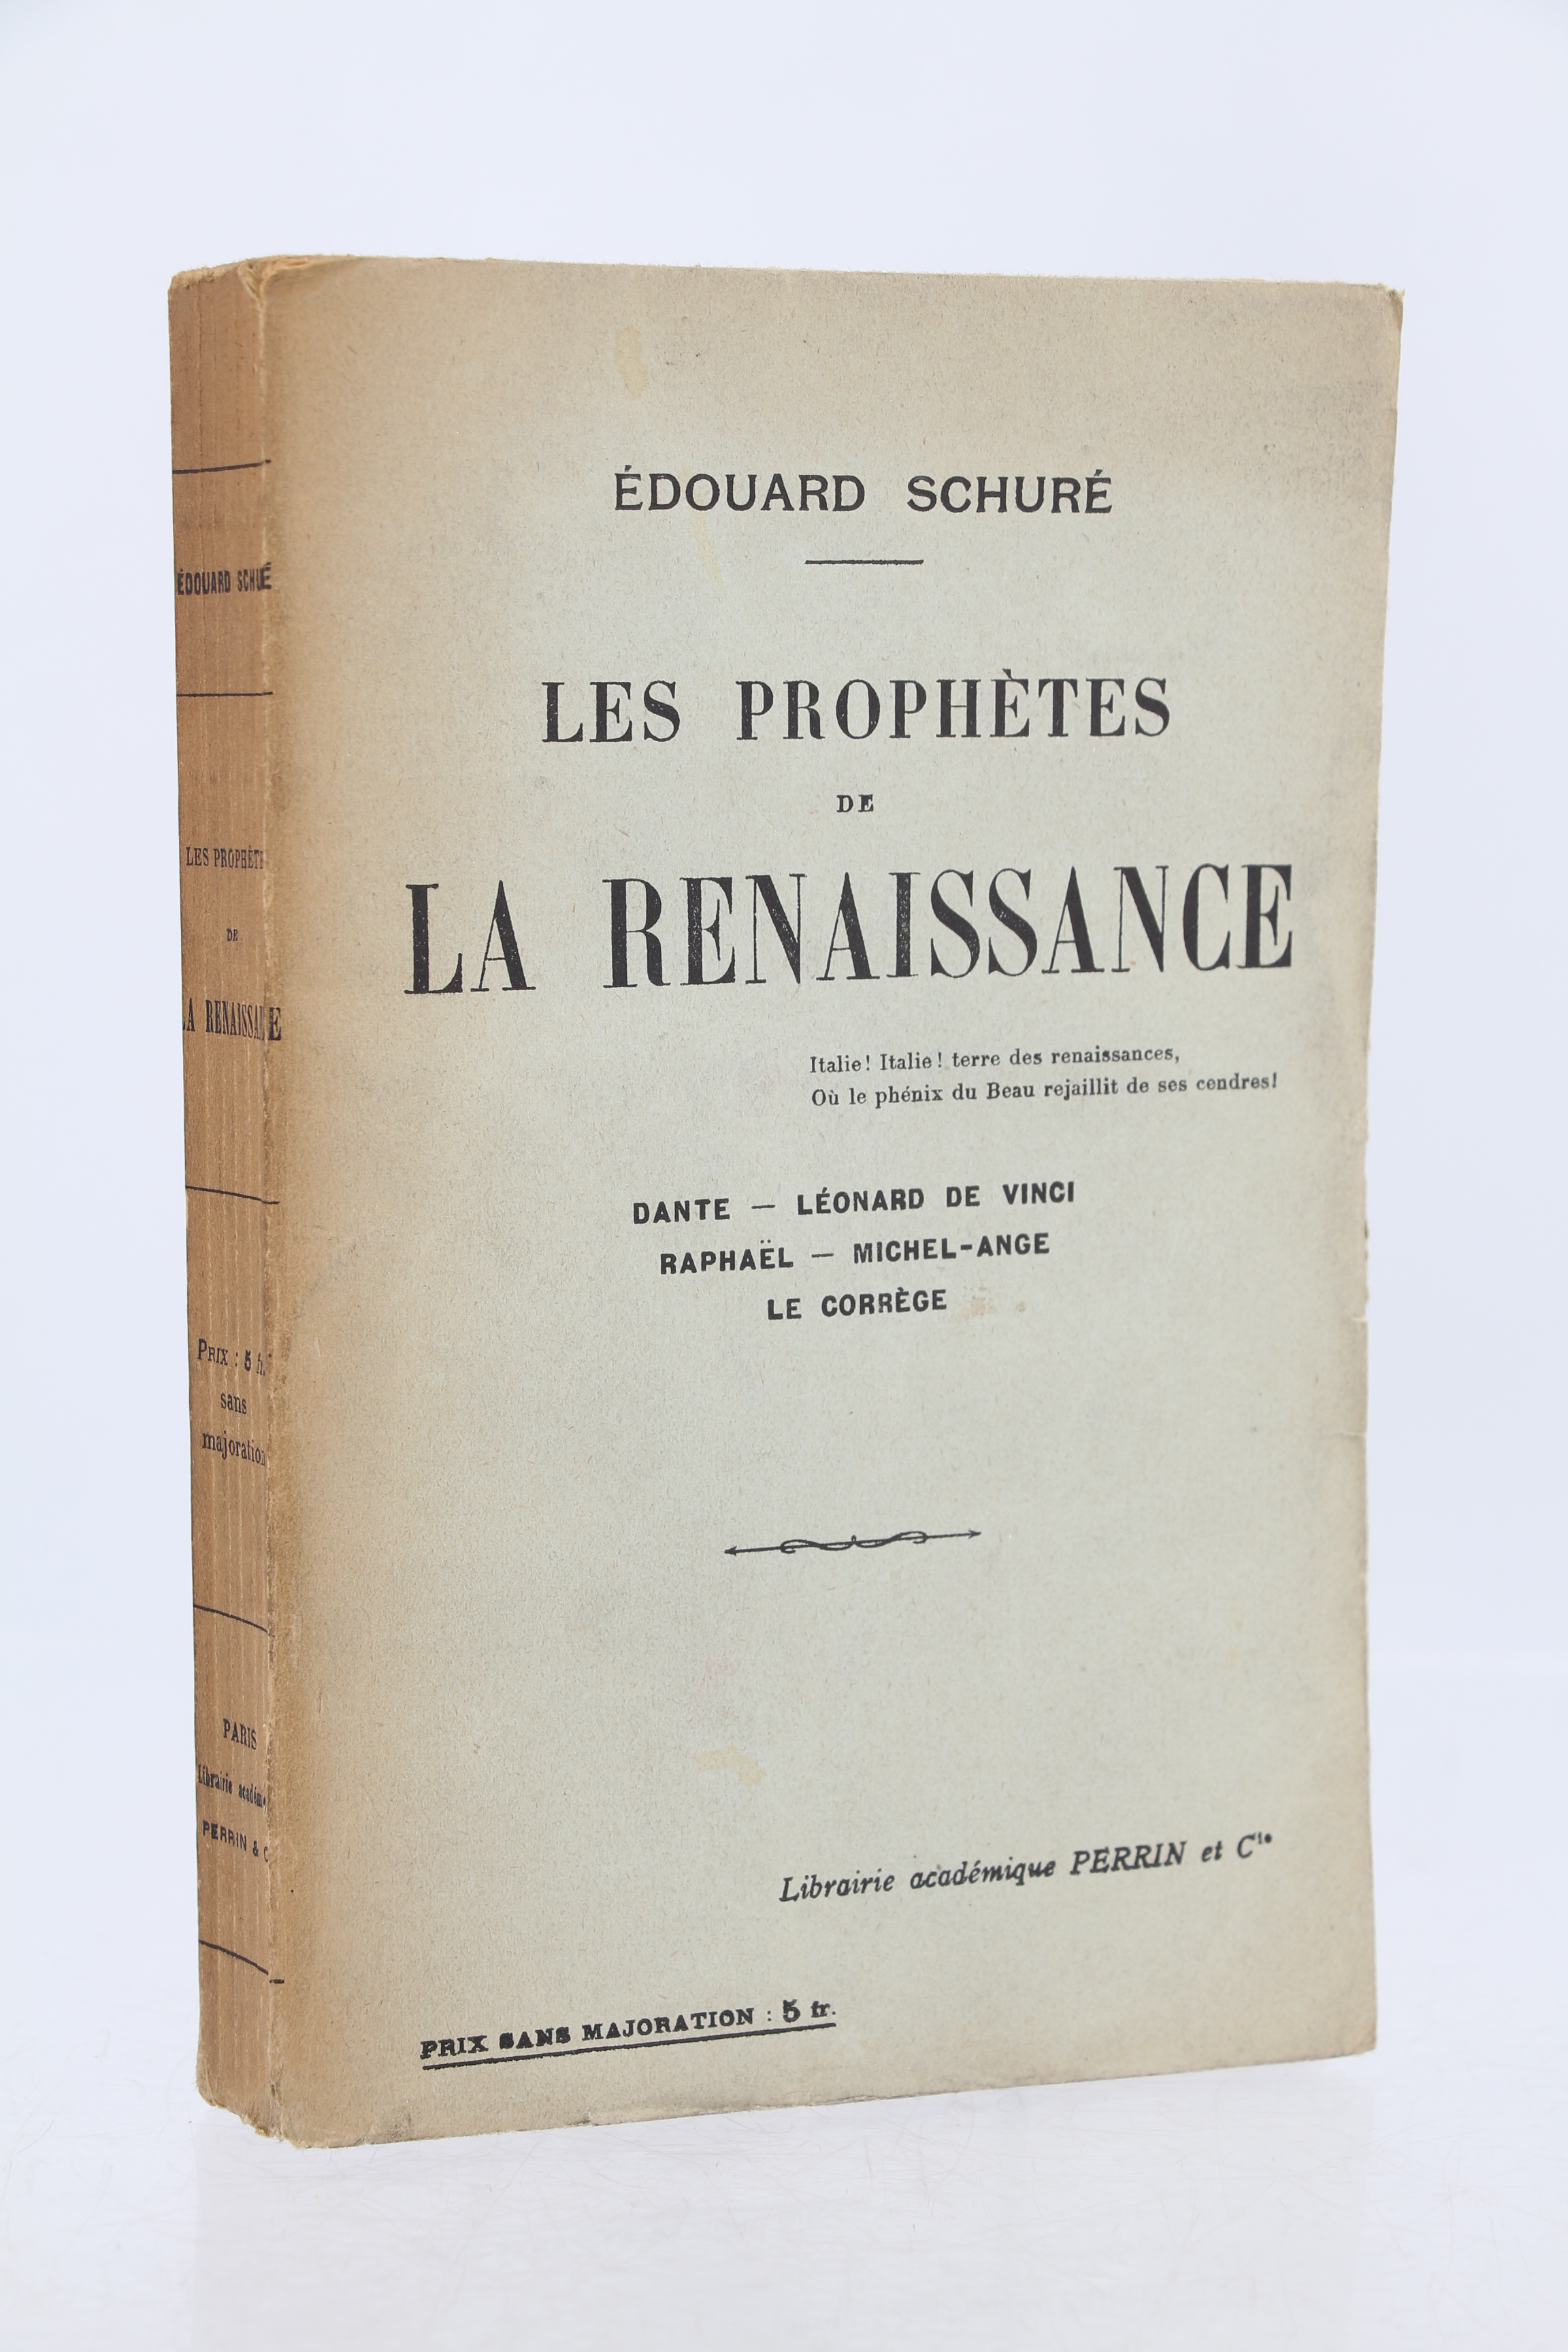 ÉDOUARD SCHURÉ
LES PROPHÈTES
DE
LA RENAISSANCE
Italie! Italie! terre des renaissances,
Où le phénix du Beau rejaillit de ses cendres!
DANTE — LÉONARD DE VINCI
RAPHAËL — MICHEL-ANGE
LE CORRÈGE
Librairie académique PERRIN et Cie
PRIX SANS MAJORATION : 5 fr.
ÉDOUARD SCHURÉ
LES PROPHÈTES
DE
LA RENAISSANCE
PRIX : 5 fr.
sans
majoration
PARIS
Librairie académ
PERRIN & C